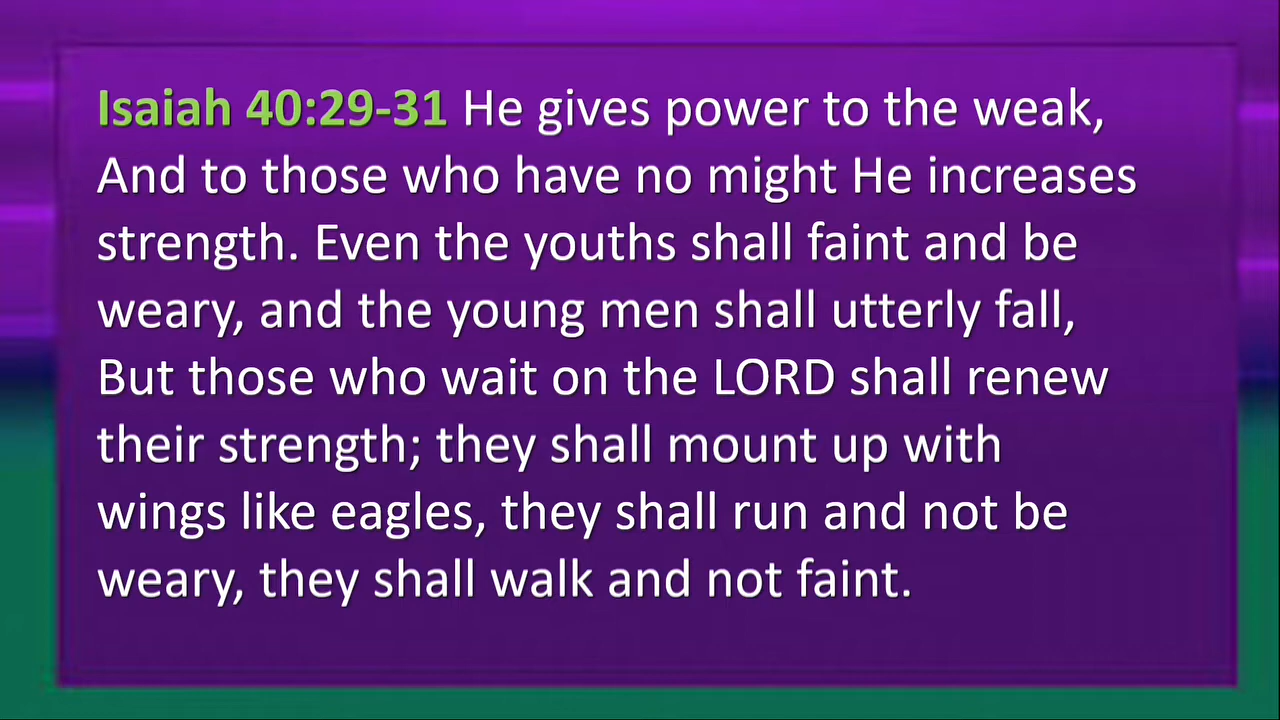 Isaiah 40:29-31 He gives power to the weak,
And to those who have no might He increases
strength. Even the youths shall faint and be
weary, and the young men shall utterly fall,
But those who wait on the LORD shall renew
their strength; they shall mount up with
wings like eagles, they shall run and not be
weary, they shall walk and not faint.